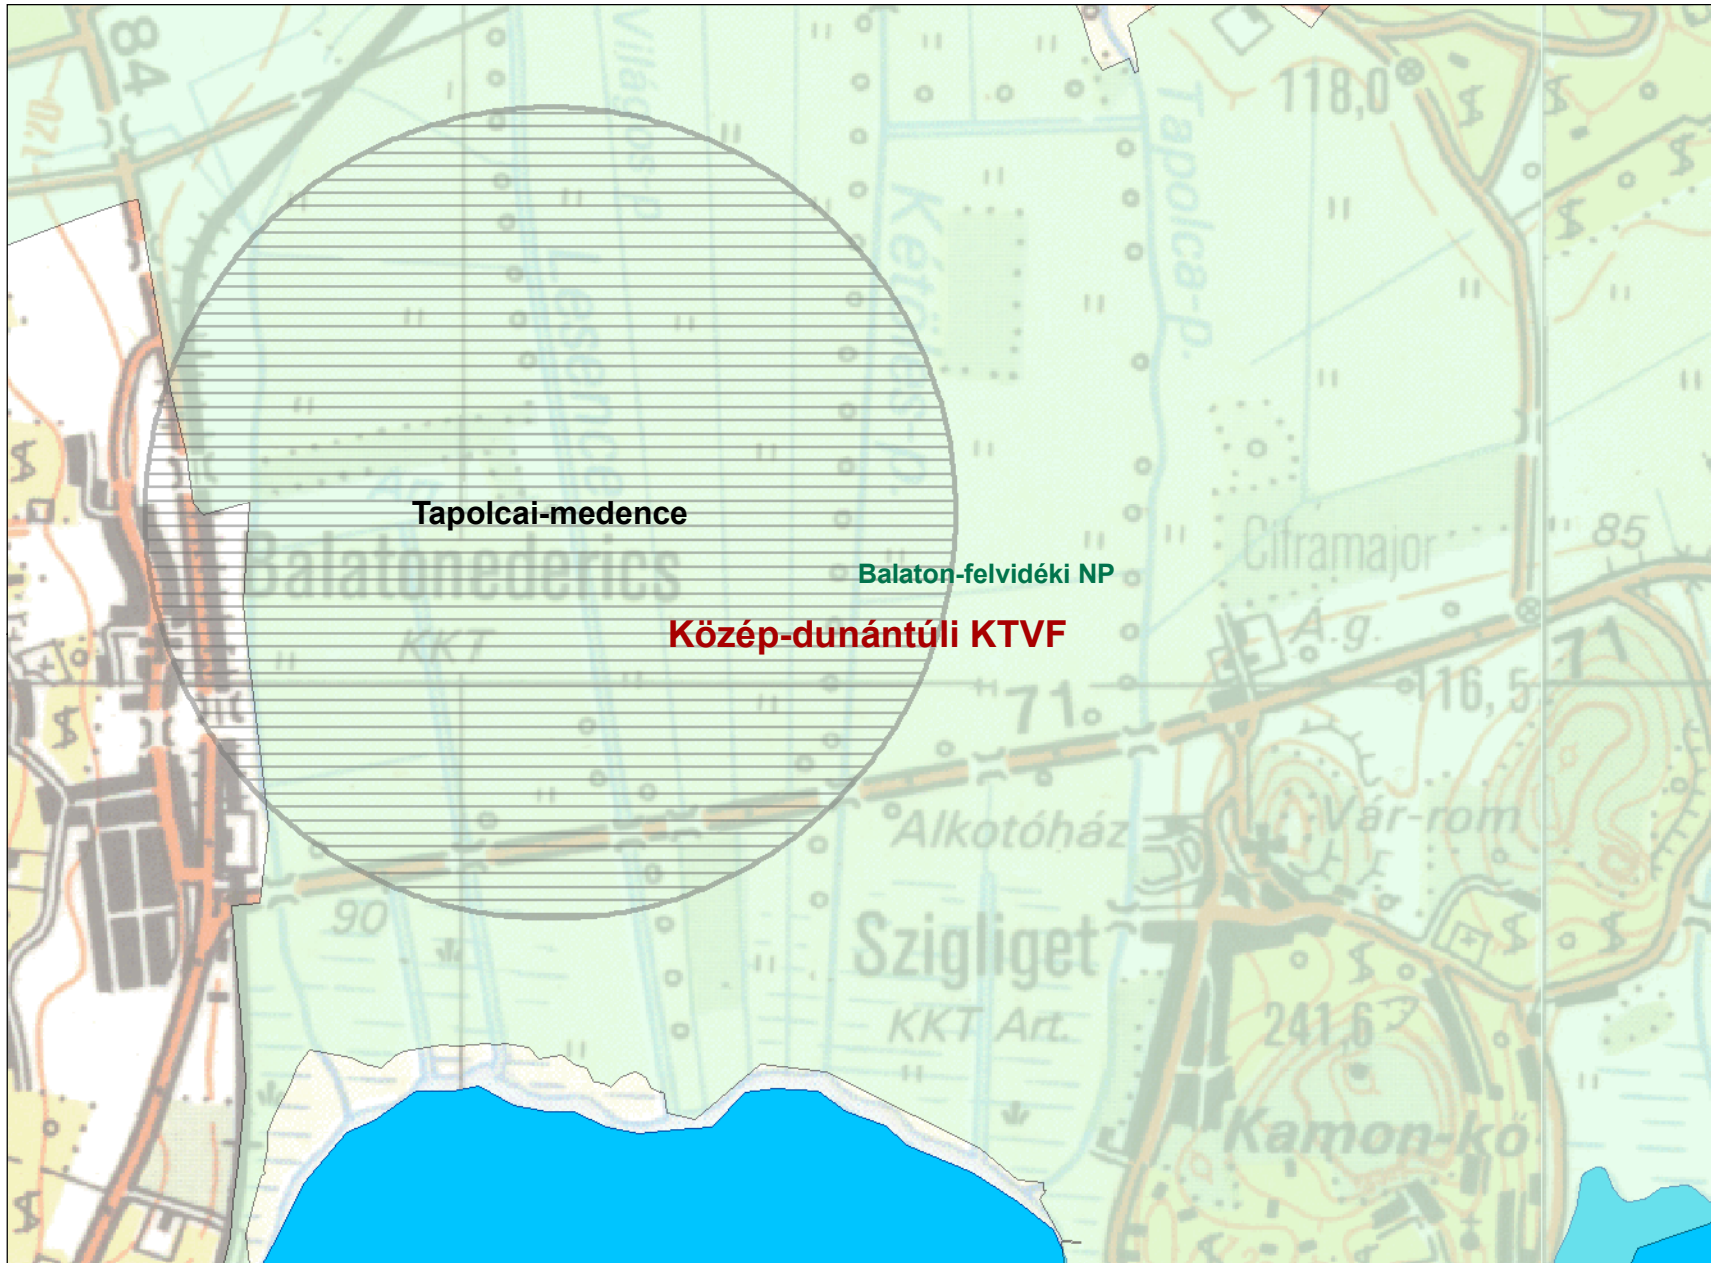 84
120
Világos-p.
118,0
Tapolca-p.
Kétöles-p.
Lesence
Tapolcai-medence
Balatonederics
KKT
Balaton-felvidéki NP
Közép-dunántúli KTVF
Ciframajor
85
Á.g.
71
71
116,5
Alkotóház
Vár-rom
90
Szigliget
KKT Art.
241,6
Kamon-kő